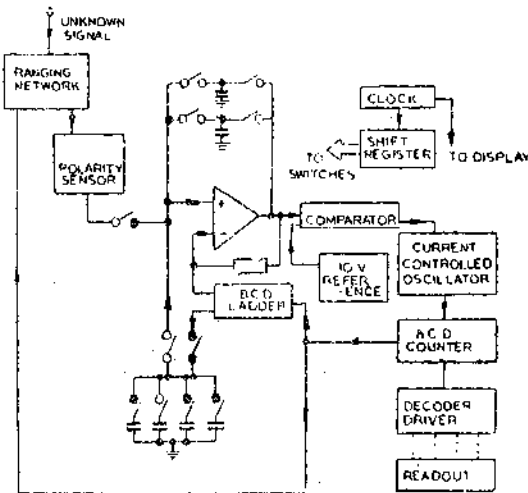 UNKNOWN
SIGNAL
RANGING
NETWORK
POLARITY
SENSOR
CLOCK
SHIFT
REGISTER
TO
SWITCHES
TO DISPLAY
+
−
COMPARATOR
10 V
REFER
ENCE
CURRENT
CONTROLLED
OSCILLATOR
B.C.D
LADDER
B.C.D
COUNTER
DECODER
DRIVER
READOUT